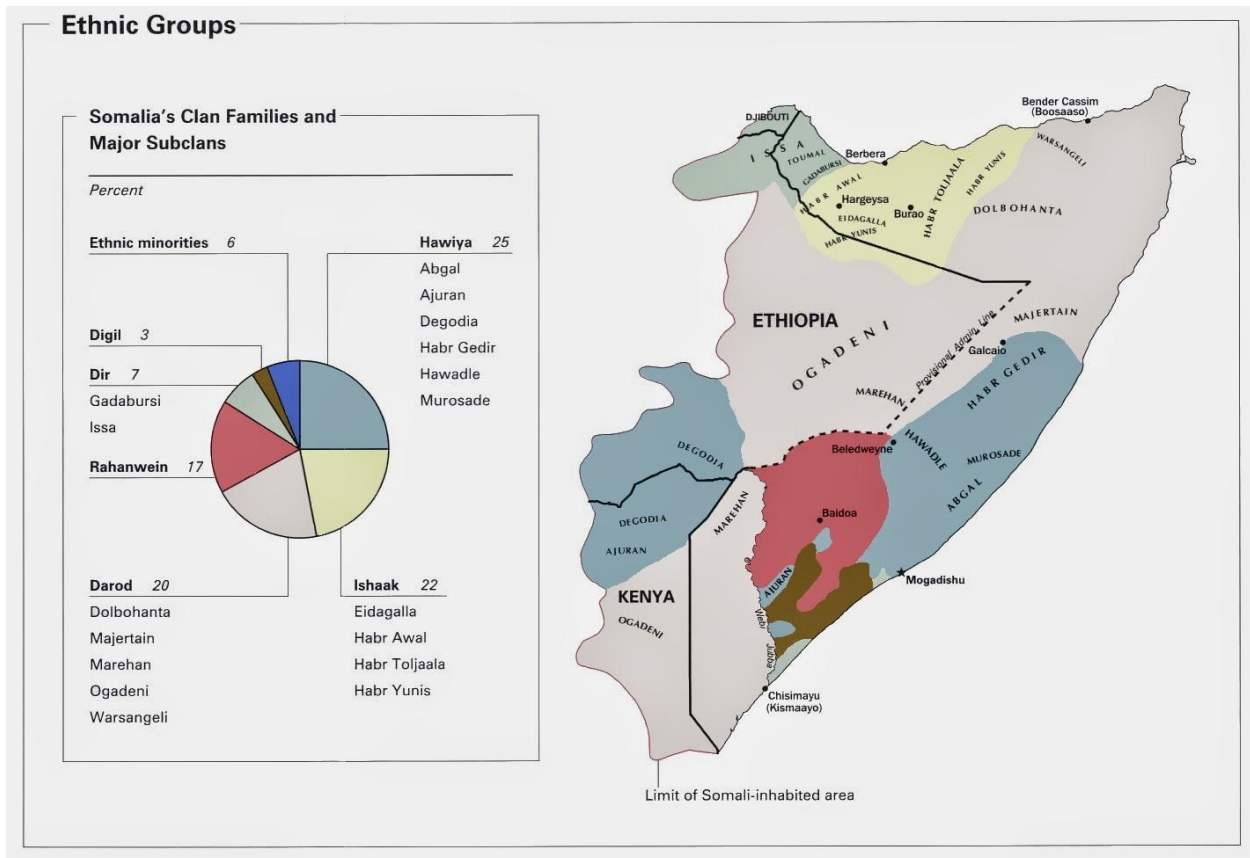 Ethnic Groups
Somalia's Clan Families and
Major Subclans
Percent
Ethnic minorities 6
Hawiya 25
Abgal
Ajuran
Degodia
Habr Gedir
Hawadle
Murosade
Digil 3
Dir 7
Gadabursi
Issa
Rahanwein 17
Darod 20
Dolbohanta
Majertain
Marehan
Ogadeni
Warsangeli
Ishaak 22
Eidagalla
Habr Awal
Habr Toljaala
Habr Yunis
DJIBOUTI
ISSA
TOUMAL
GADABURSI
Berbera
Bender Cassim
(Boosaaso)
WARSANGELI
HABR AWAL
Hargeysa
EIDAGALLA
HABR YUNIS
Burao
HABR TOLJAALA
HABR YUNIS
DOLBOHANTA
ETHIOPIA
OGADENI
Provisional Admin. Line
MAJERTAIN
Galcaio
HABR GEDIR
MAREHAN
DEGODIA
Beledweyne
HAWADLE
MUROSADE
ABGAL
DEGODIA
AJURAN
MAREHAN
Baidoa
AJURAN
Mogadishu
KENYA
OGADENI
Webi Jubba
Chisimayu
(Kismaayo)
Limit of Somali-inhabited area